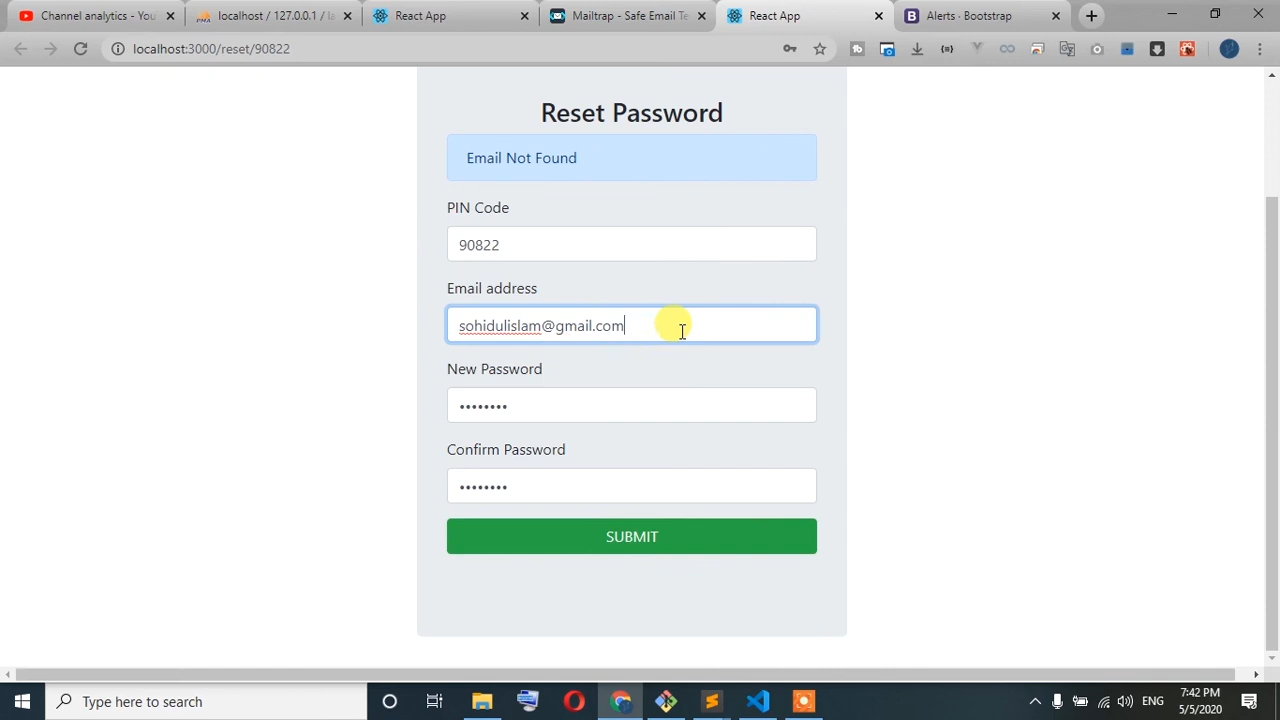 Channel analytics - You
localhost / 127.0.0.1 / la
React App
Mailtrap - Safe Email Te
React App
Alerts · Bootstrap
localhost:3000/reset/90822
Reset Password
Email Not Found
PIN Code
90822
Email address
sohidulislam@gmail.com
New Password
••••••••
Confirm Password
••••••••
SUBMIT
Type here to search
ENG
7:42 PM
5/5/2020